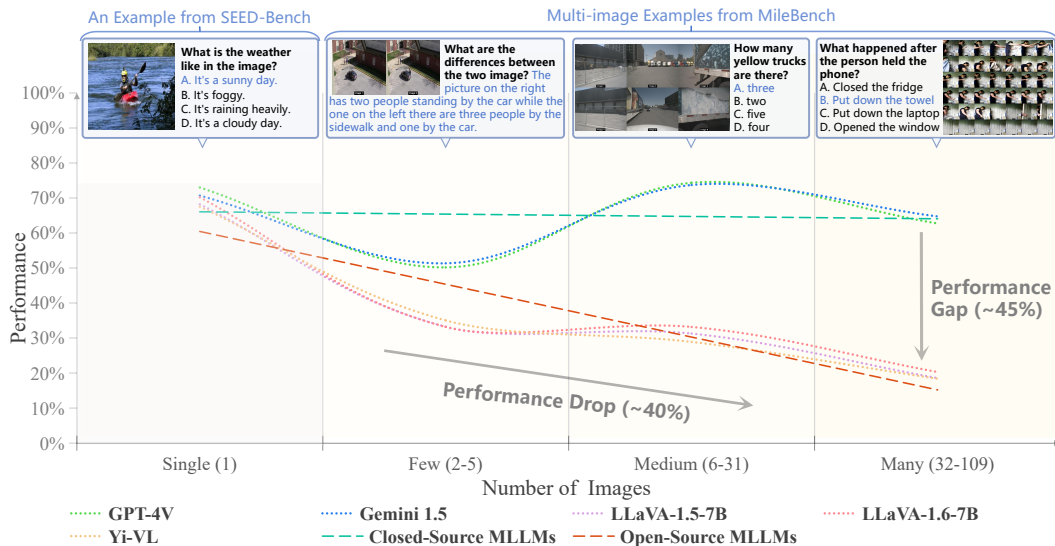 An Example from SEED-Bench
Multi-image Examples from MileBench
What is the weather
like in the image?
A. It's a sunny day.
B. It's foggy.
C. It's raining heavily.
D. It's a cloudy day.
What are the
differences between
the two image? The
picture on the right
has two people standing by the car while the
one on the left there are three people by the
sidewalk and one by the car.
How many
yellow trucks
are there?
A. three
B. two
C. five
D. four
What happened after
the person held the
phone?
A. Closed the fridge
B. Put down the towel
C. Put down the laptop
D. Opened the window
Performance
100%
90%
80%
70%
60%
50%
40%
30%
20%
10%
0%
Performance
Gap (~45%)
Performance Drop (~40%)
Single (1)
Few (2-5)
Medium (6-31)
Many (32-109)
Number of Images
GPT-4V
Gemini 1.5
LLaVA-1.5-7B
LLaVA-1.6-7B
Yi-VL
Closed-Source MLLMs
Open-Source MLLMs